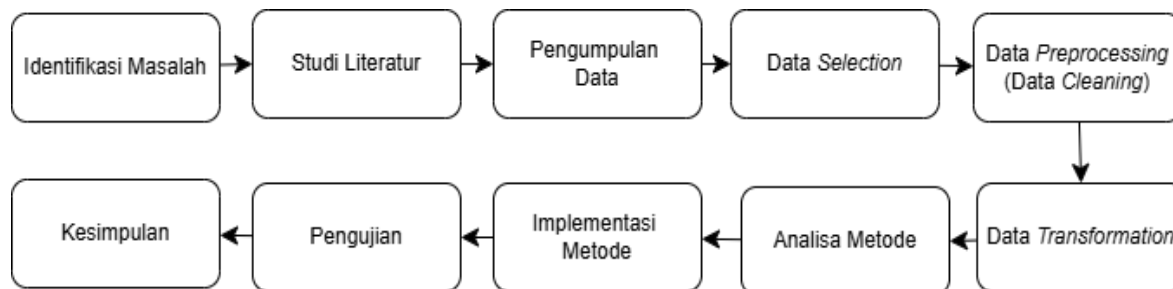 Identifikasi Masalah
Studi Literatur
Pengumpulan
Data
Data Selection
Data Preprocessing
(Data Cleaning)
Data Transformation
Analisa Metode
Implementasi
Metode
Pengujian
Kesimpulan